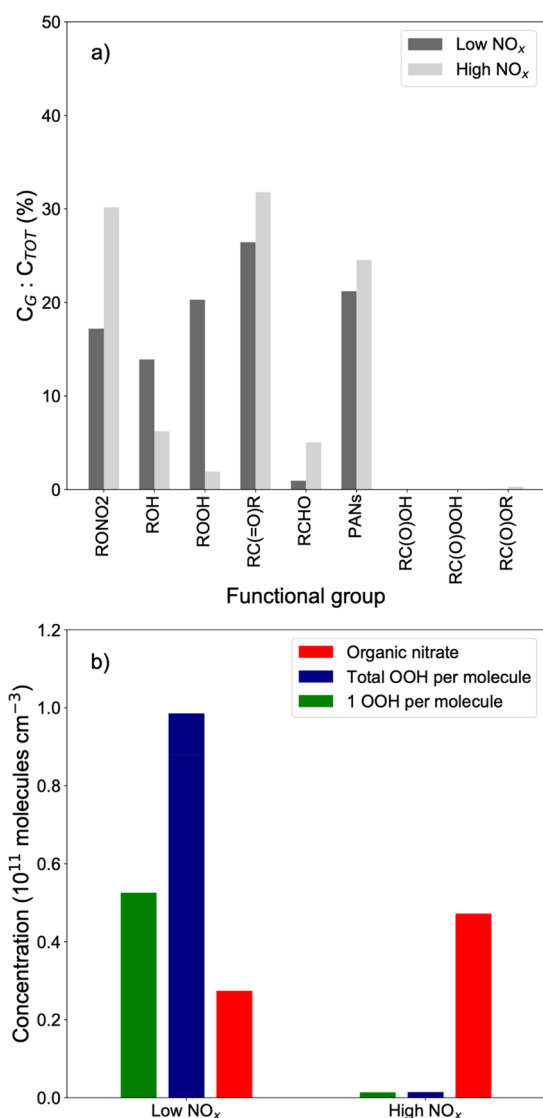 a)
Low NOₓ
High NOₓ
50
40
30
20
10
0
C_G : C_TOT (%)
RONO2
ROH
ROOH
RC(=O)R
RCHO
PANs
RC(O)OH
RC(O)OOH
RC(O)OR
Functional group
b)
Organic nitrate
Total OOH per molecule
1 OOH per molecule
1.2
1.0
0.8
0.6
0.4
0.2
0.0
Concentration (10¹¹ molecules cm⁻³)
Low NOₓ
High NOₓ